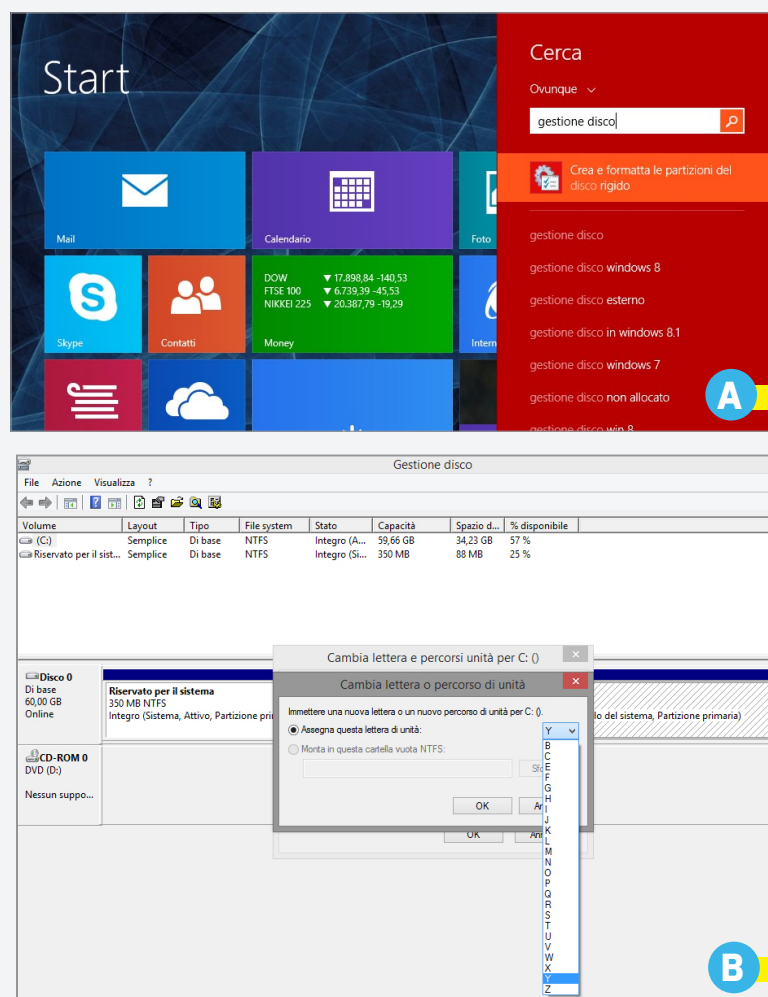 Start
Cerca
Ovunque
gestione disco
Crea e formatta le partizioni del
disco rigido
gestione disco
gestione disco windows 8
gestione disco esterno
gestione disco in windows 8.1
gestione disco windows 7
gestione disco non allocato
gestione disco win 8
Mail
Calendario
Foto
Skype
Contatti
DOW ▼ 17.898,84 -140,53
FTSE 100 ▼ 6.739,39 -45,53
NIKKEI 225 ▼ 20.387,79 -19,29
Money
Intern
A
Gestione disco
File Azione Visualizza ?
Volume Layout Tipo File system Stato Capacità Spazio d... % disponibile
(C:) Semplice Di base NTFS Integro (A... 59,66 GB 34,23 GB 57 %
Riservato per il sist... Semplice Di base NTFS Integro (Si... 350 MB 88 MB 25 %
Cambia lettera e percorsi unità per C: ()
Cambia lettera o percorso di unità
Immettere una nuova lettera o un nuovo percorso di unità per C: ().
Assegna questa lettera di unità:
Y
Monta in questa cartella vuota NTFS:
Sfo
OK
An
OK
Ann
B
C
E
F
G
H
I
J
K
L
M
N
O
P
Q
R
S
T
U
V
W
X
Y
Z
Disco 0
Di base
60,00 GB
Online
Riservato per il sistema
350 MB NTFS
Integro (Sistema, Attivo, Partizione pri
lo del sistema, Partizione primaria)
CD-ROM 0
DVD (D:)
Nessun suppo...
B